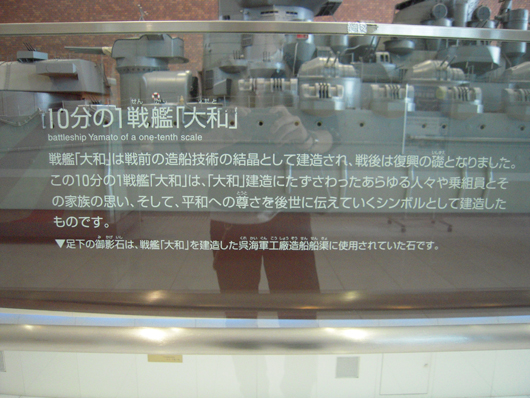 10分の1戦艦「大和」
battleship Yamato of a one-tenth scale
戦艦「大和」は戦前の造船技術の結晶として建造され、戦後は復興の礎となりました。
この10分の1戦艦「大和」は、「大和」建造にたずさわったあらゆる人々や乗組員とそ
の家族の思い、そして、平和への尊さを後世に伝えていくシンボルとして建造した
ものです。
▼足下の御影石は、戦艦「大和」を建造した呉海軍工廠造船船渠に使用されていた石です。